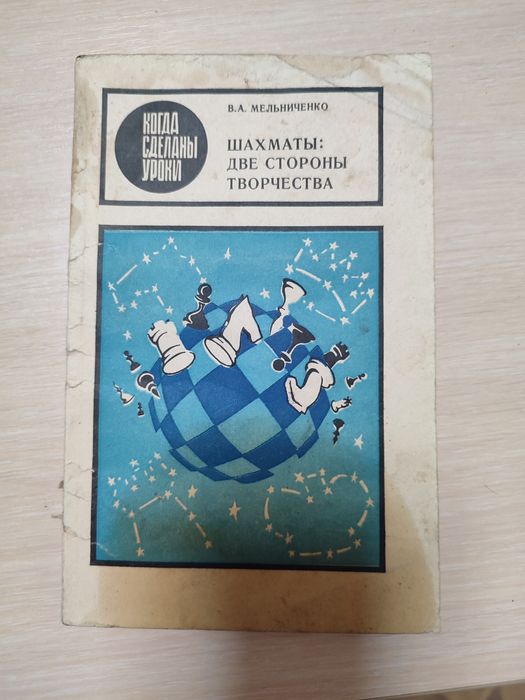 КОГДА
СДЕЛАНЫ
УРОКИ
В. А. МЕЛЬНИЧЕНКО
ШАХМАТЫ:
ДВЕ СТОРОНЫ
ТВОРЧЕСТВА